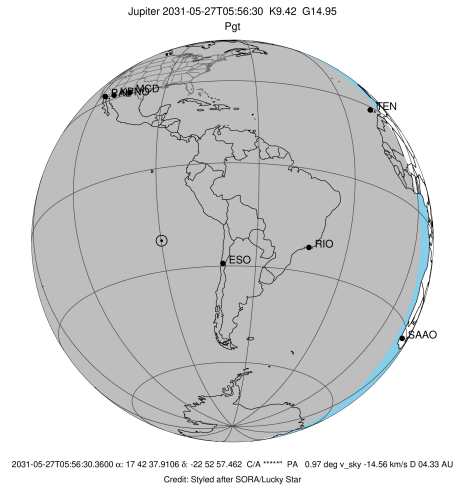 Jupiter 2031-05-27T05:56:30 K9.42 G14.95
Pgt
MCD
TEN
RIO
ESO
SAAO
2031-05-27T05:56:30.3600 α: 17 42 37.9106 δ: -22 52 57.462 C/A *****" PA 0.97 deg v_sky -14.56 km/s D 04.33 AU
Credit: Styled after SORA/Lucky Star